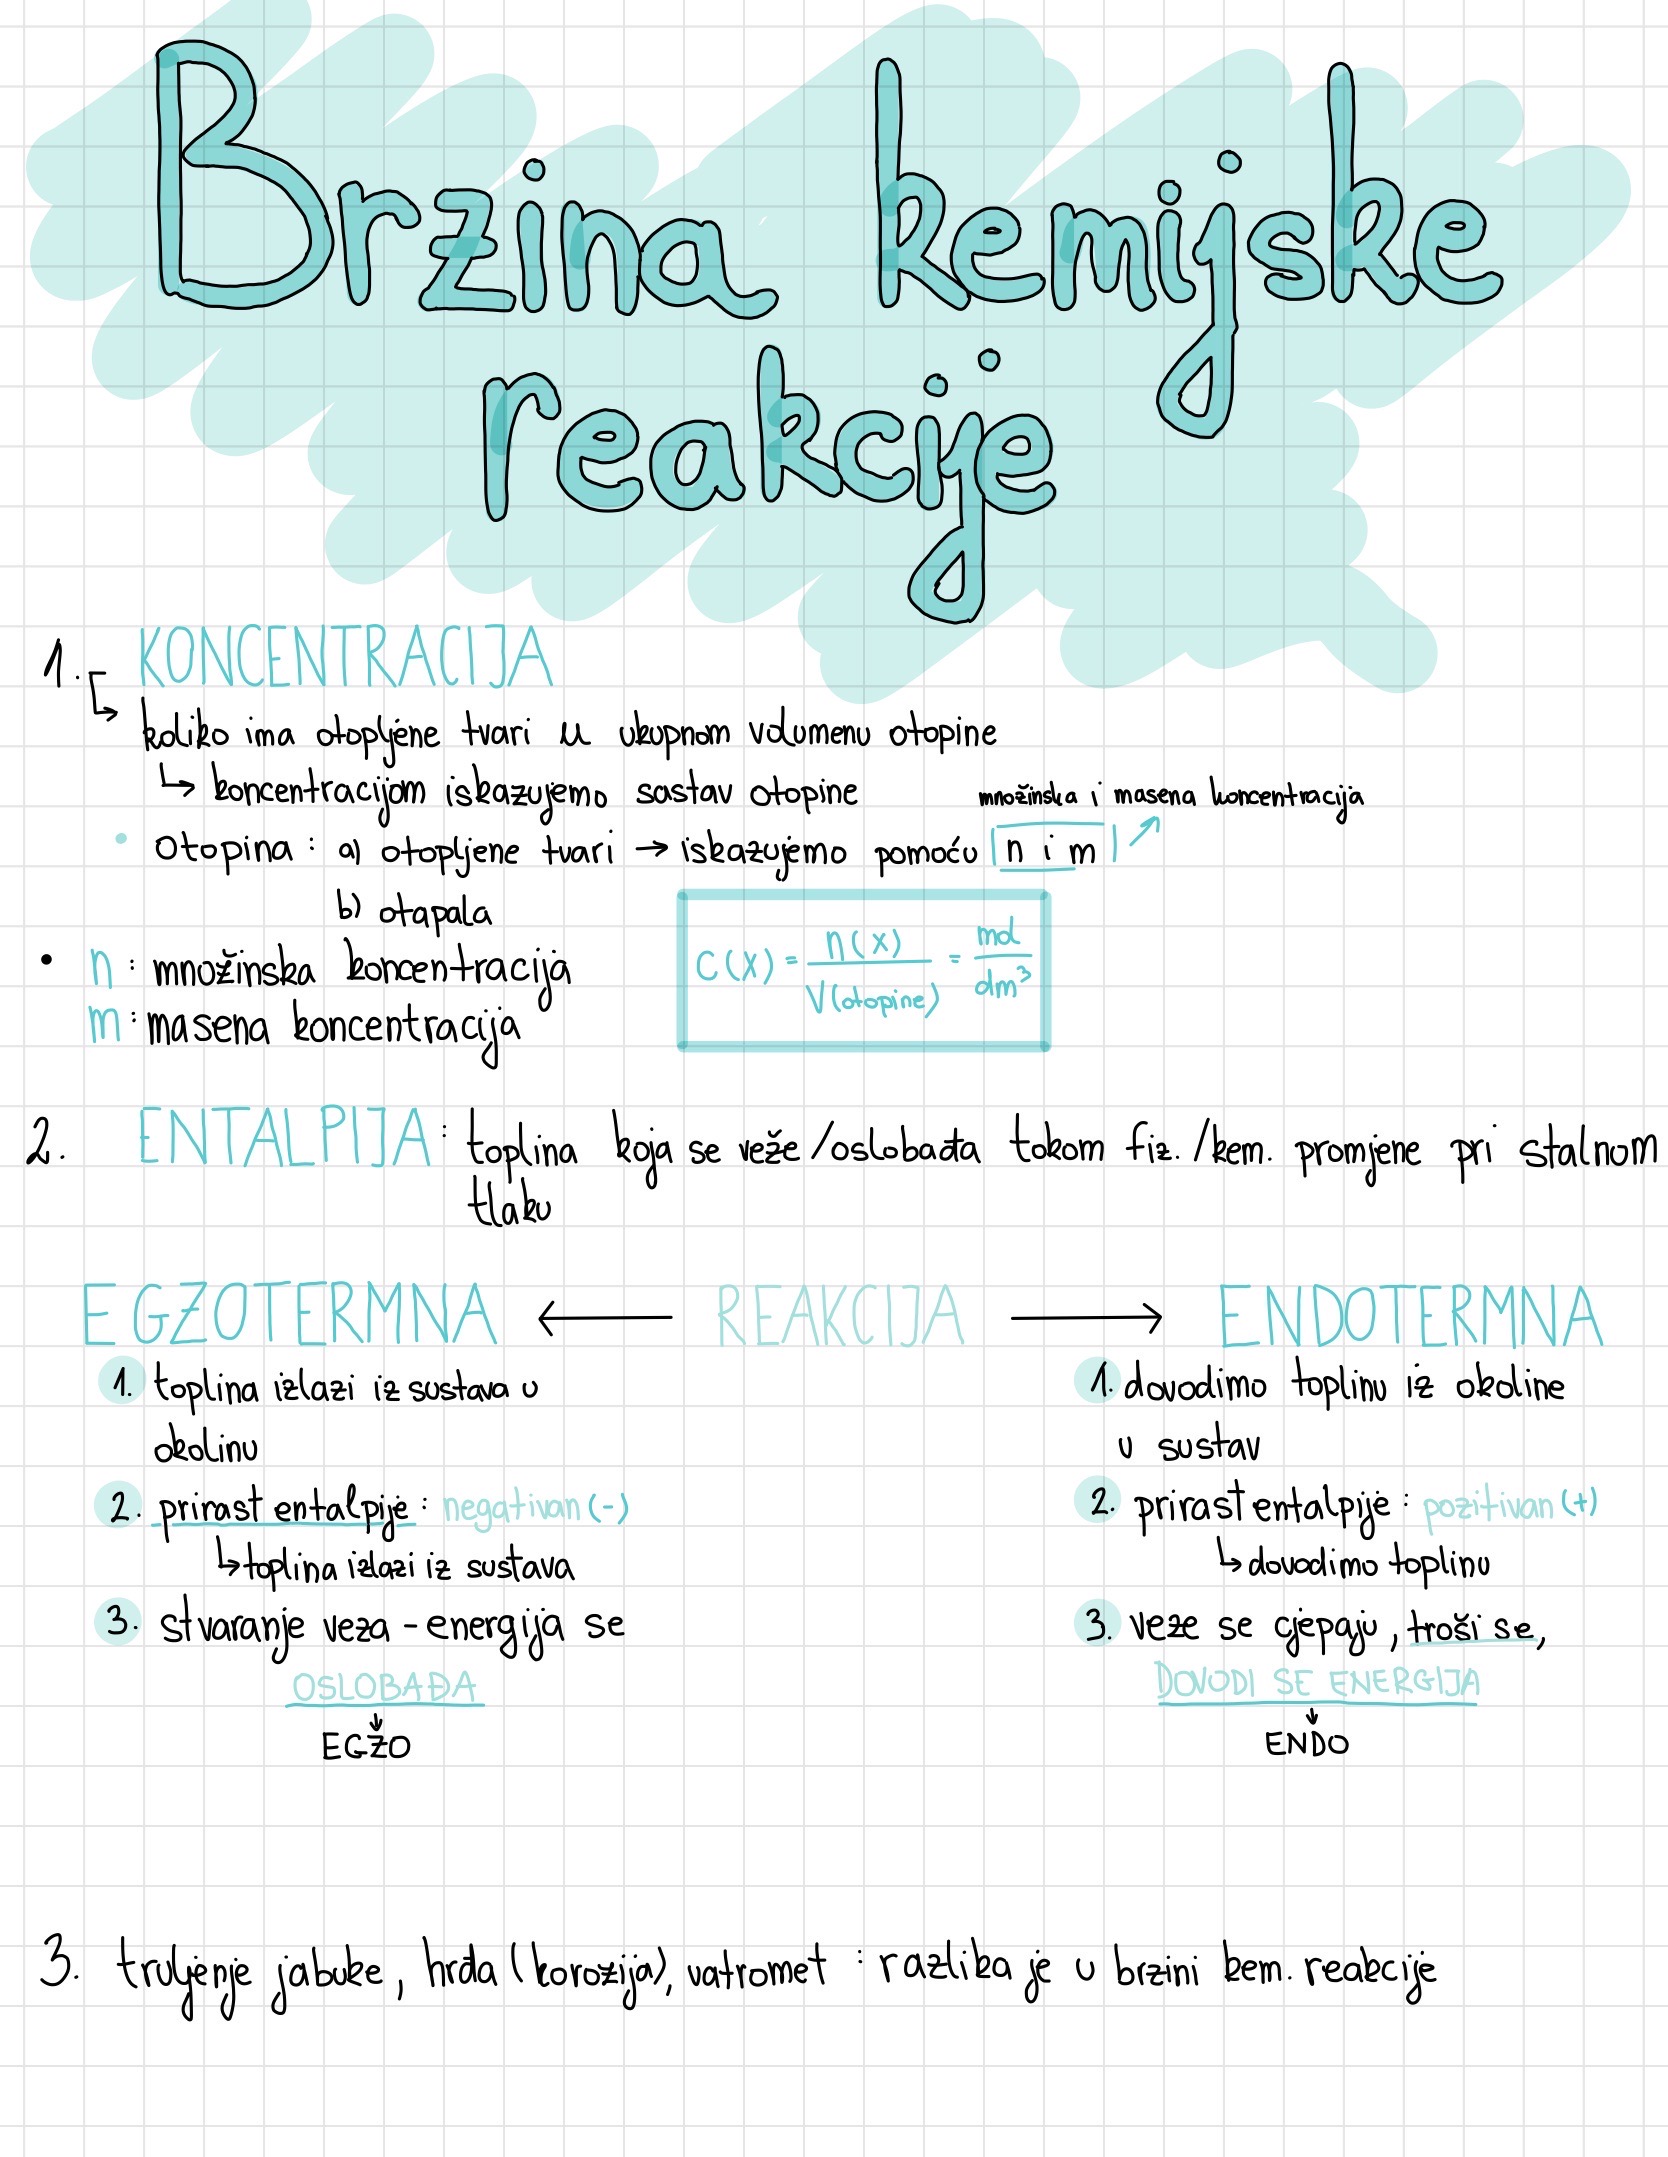 Brzina kemijske
reakcije
1. KONCENTRACIJA
↳ koliko ima otopljene tvari u ukupnom volumenu otopine
↳ koncentracijom iskazujemo sastav otopine
množinska i masena koncentracija
• Otopina : a) otopljene tvari → iskazujemo pomoću n i m ↗
b) otapala
• n : množinska koncentracija
m : masena koncentracija
c(X) = n(X) / V(otopine) = mol / dm³
2. ENTALPIJA : toplina koja se veže/oslobađa tokom fiz./kem. promjene pri stalnom
tlaku
EGZOTERMNA ← REAKCIJA → ENDOTERMNA
1. toplina izlazi iz sustava u
okolinu
2. prirast entalpije : negativan (-)
↳ toplina izlazi iz sustava
3. stvaranje veza - energija se
OSLOBAĐA
↓
EGZO
1. dovodimo toplinu iz okoline
u sustav
2. prirast entalpije : pozitivan (+)
↳ dovodimo toplinu
3. veze se cjepaju, troši se,
DOVODI SE ENERGIJA
↓
ENDO
3. truljenje jabuke, hrđa (korozija), vatromet : razlika je u brzini kem. reakcije